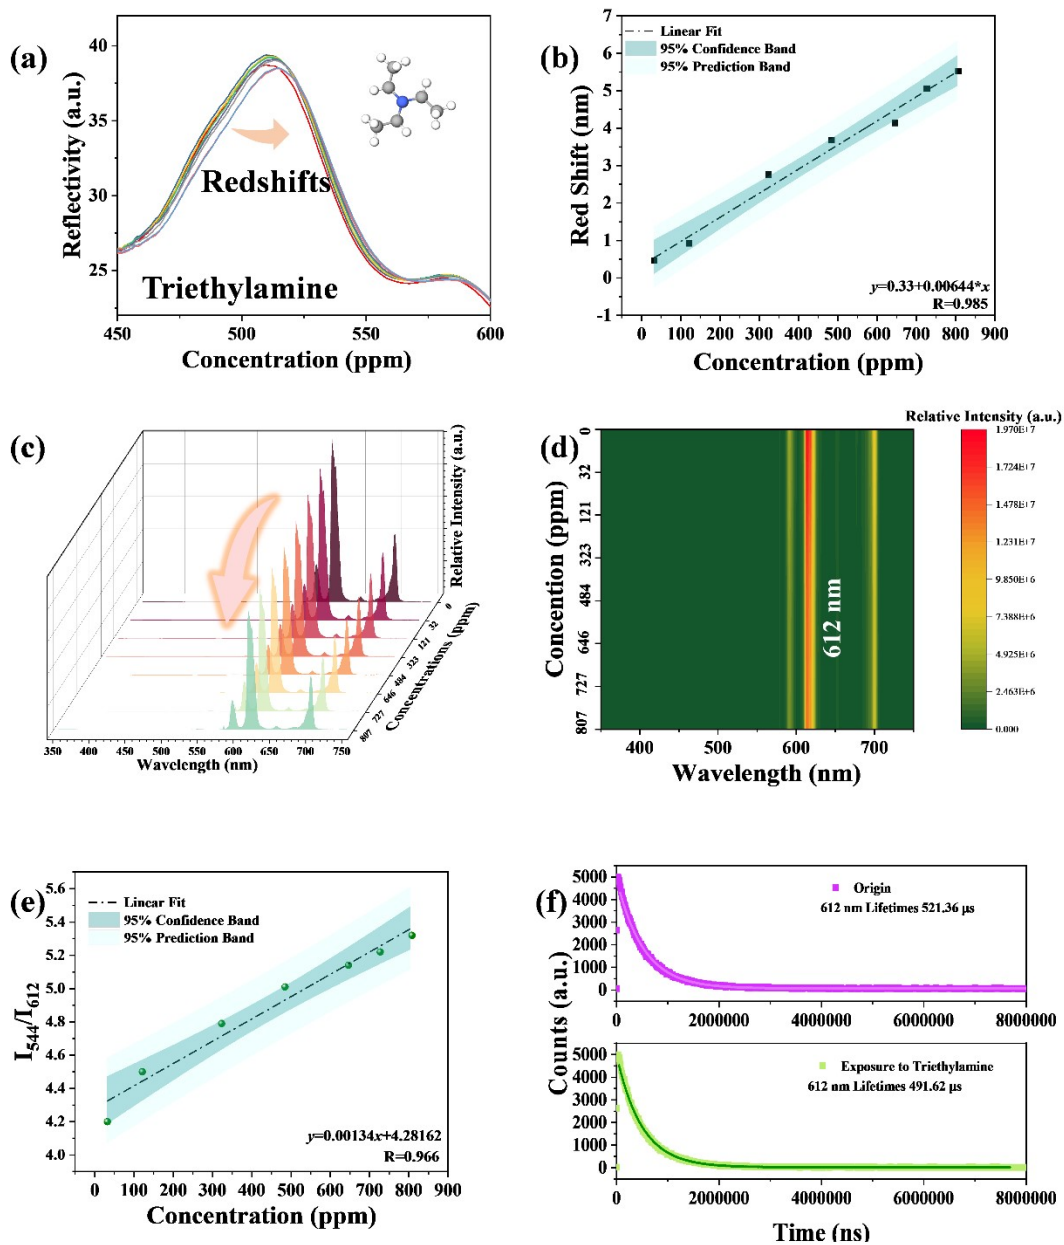 (a)
Reflectivity (a.u.)
40
35
30
25
Redshifts
Triethylamine
450
500
550
600
Concentration (ppm)
(b)
Red Shift (nm)
7
6
5
4
3
2
1
0
-1
Linear Fit
95% Confidence Band
95% Prediction Band
y=0.33+0.00644*x
R=0.985
0 100 200 300 400 500 600 700 800 900
Concentration (ppm)
(c)
Relative Intensity (a.u.)
0
32
121
323
484
646
727
807
Concentrations (ppm)
350 400 450 500 550 600 650 700 750
Wavelength (nm)
(d)
Relative Intensity (a.u.)
1.970E+7
1.724E+7
1.478E+7
1.231E+7
9.850E+6
7.388E+6
4.925E+6
2.463E+6
0.000
Concention (ppm)
0
32
121
323
484
646
727
807
612 nm
400
500
600
700
Wavelength (nm)
(e)
I544/I612
5.6
5.4
5.2
5.0
4.8
4.6
4.4
4.2
4.0
Linear Fit
95% Confidence Band
95% Prediction Band
y=0.00134x+4.28162
R=0.966
0 100 200 300 400 500 600 700 800 900
Concentration (ppm)
(f)
Counts (a.u.)
5000
4000
3000
2000
1000
0
Origin
612 nm Lifetimes 521.36 μs
0 2000000 4000000 6000000 8000000
5000
4000
3000
2000
1000
0
Exposure to Triethylamine
612 nm Lifetimes 491.62 μs
0 2000000 4000000 6000000 8000000
Time (ns)